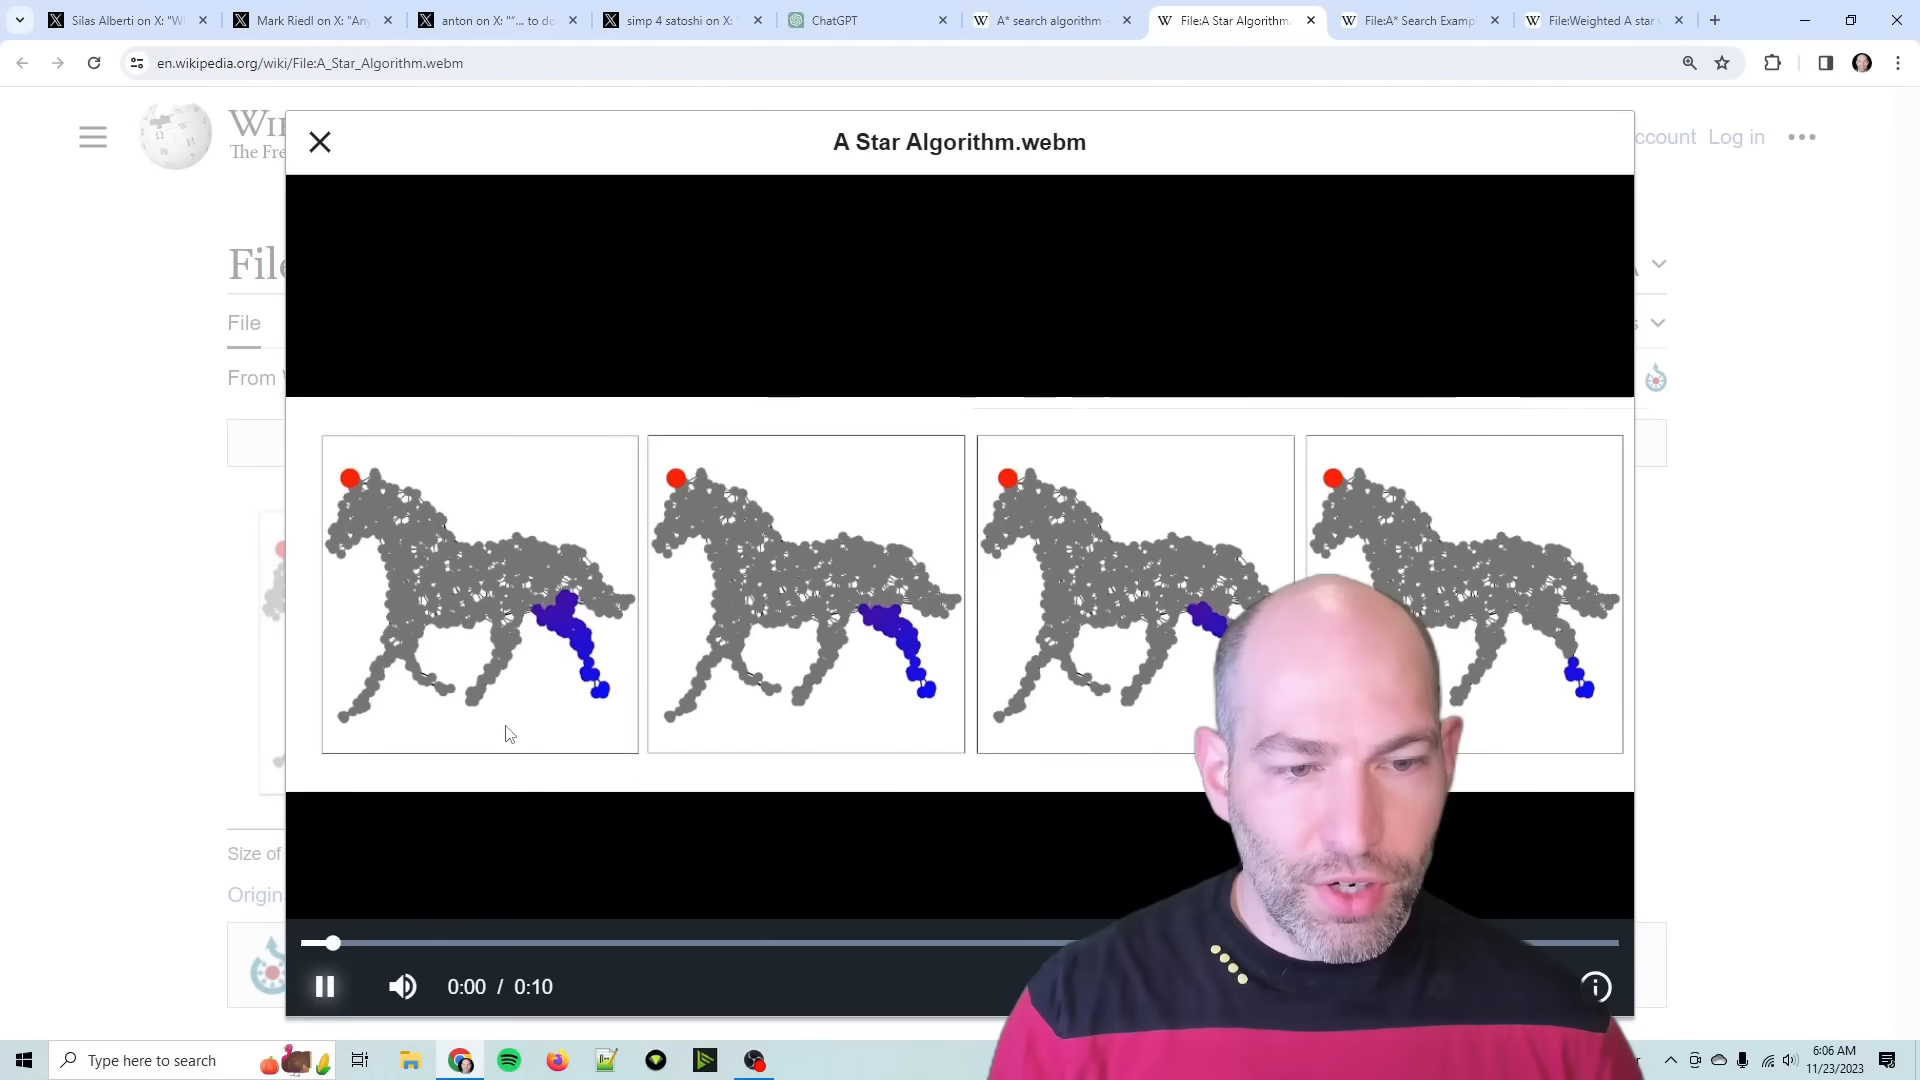 Silas Alberti on X: "W
Mark Riedl on X: "Any
anton on X: ""... to do
simp 4 satoshi on X:
ChatGPT
A* search algorithm -
File:A Star Algorithm.
File:A* Search Examp
File:Weighted A star
en.wikipedia.org/wiki/File:A_Star_Algorithm.webm
The Fre
ccount Log in
A Star Algorithm.webm
File
File
From
Size of
Origin
0:00 / 0:10
Type here to search
6:06 AM
11/23/2023